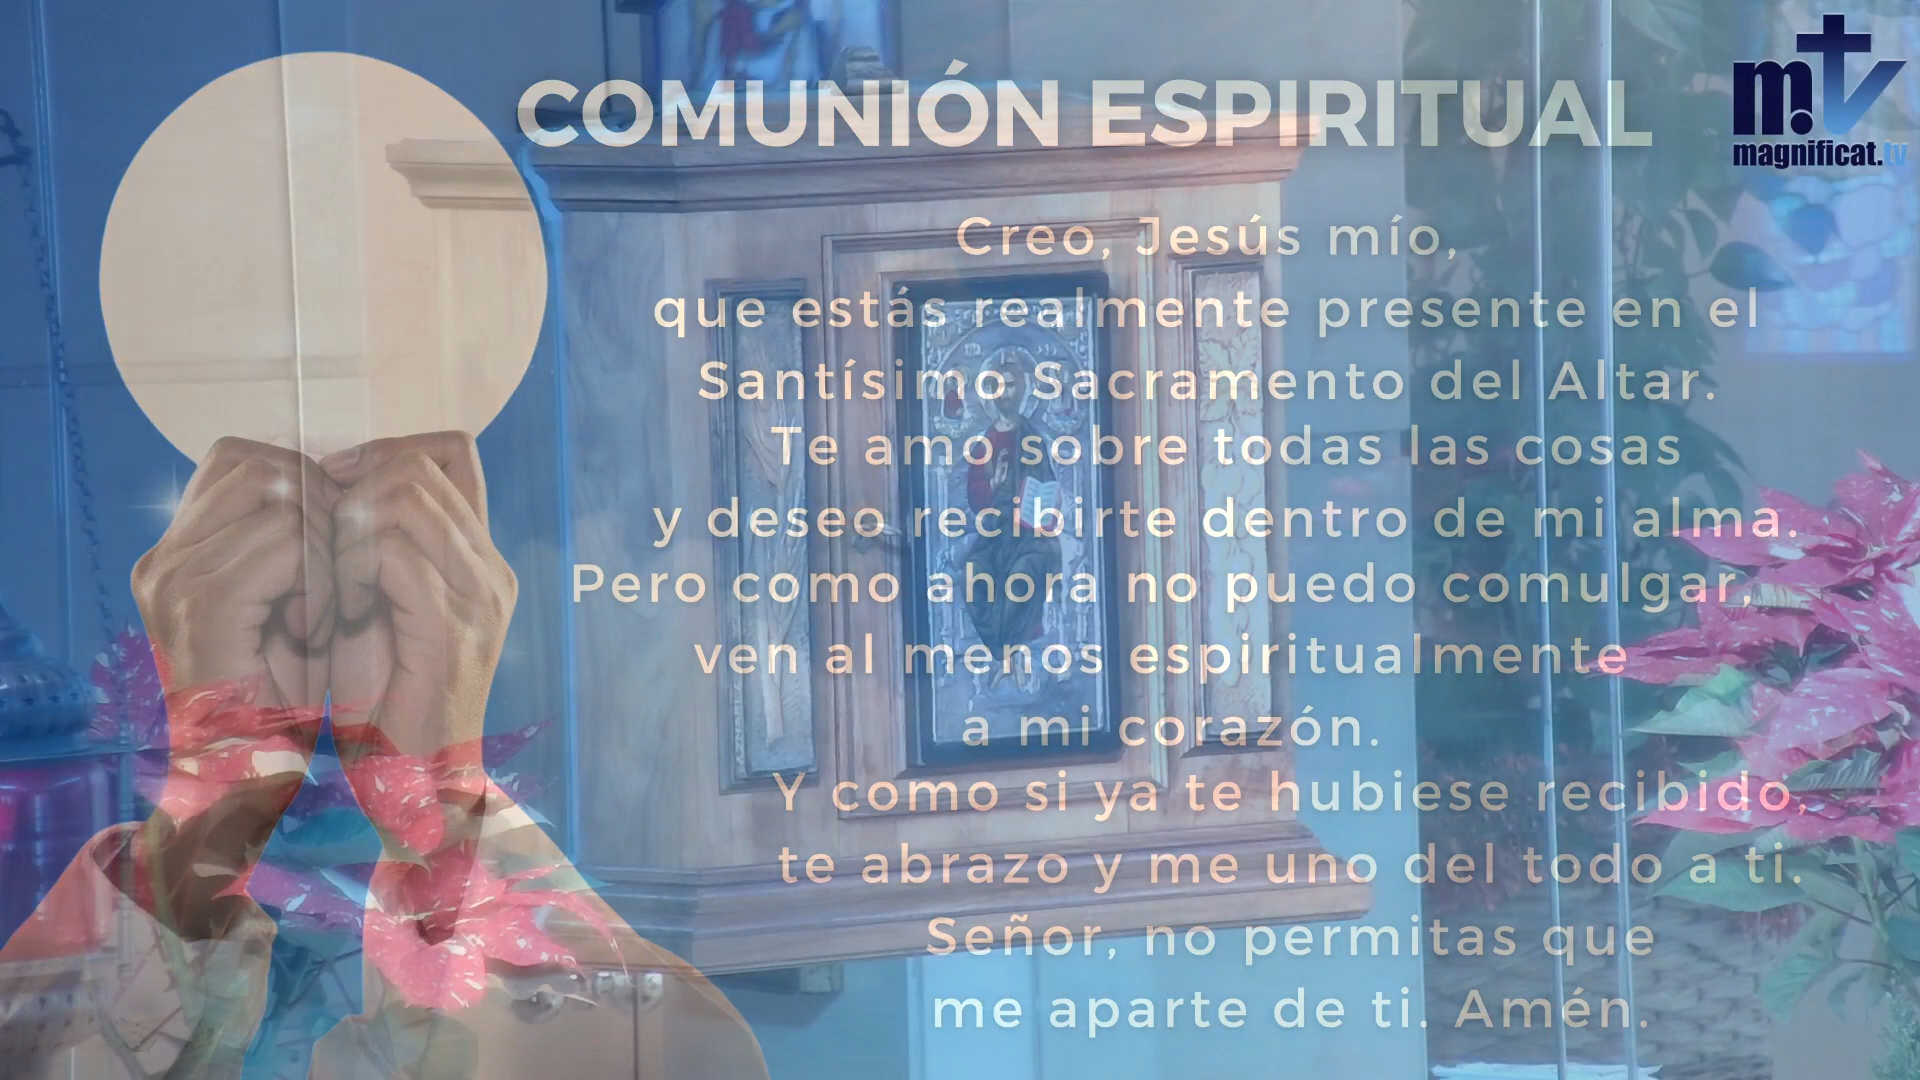 COMUNIÓN ESPIRITUAL
m.tv
magnificat.tv
Creo, Jesús mío,
que estás realmente presente en el
Santísimo Sacramento del Altar.
Te amo sobre todas las cosas
y deseo recibirte dentro de mi alma.
Pero como ahora no puedo comulgar,
ven al menos espiritualmente
a mi corazón.
Y como si ya te hubiese recibido,
te abrazo y me uno del todo a ti.
Señor, no permitas que
me aparte de ti. Amén.